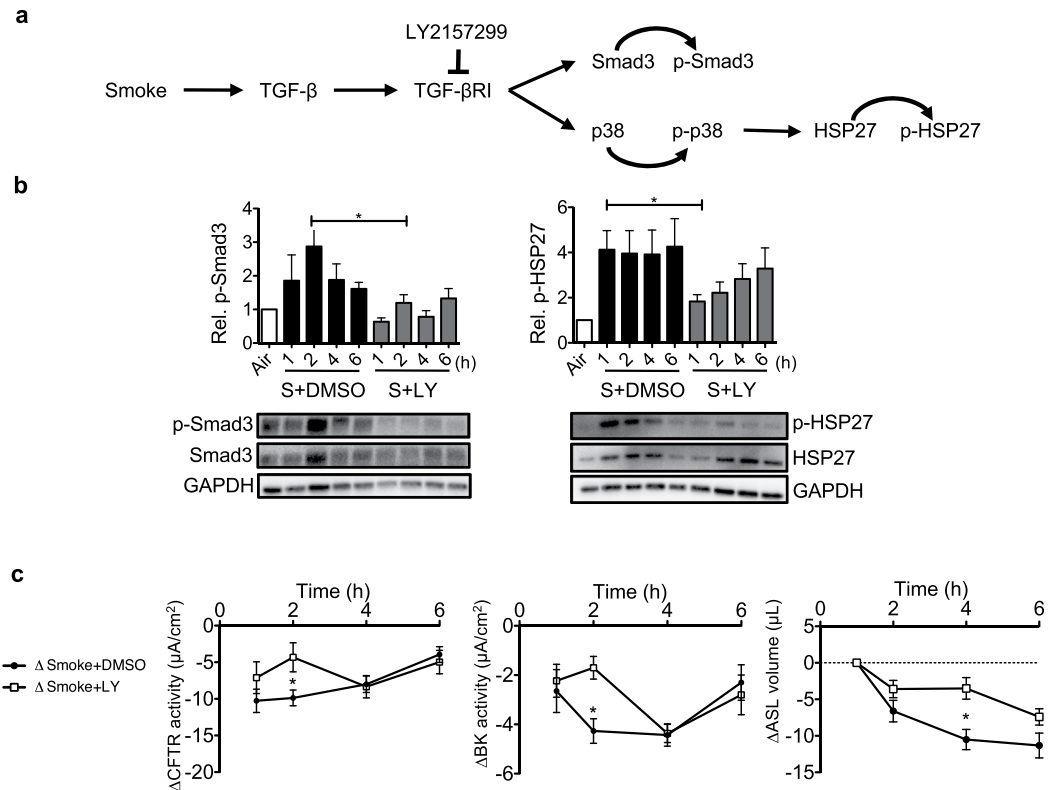 a
LY2157299
Smoke TGF-β TGF-βRI
Smad3 p-Smad3
p38 p-p38 HSP27 p-HSP27
b
Rel. p-Smad3
4
3
2
1
0
*
Air 1 2 4 6 1 2 4 6 (h)
S+DMSO S+LY
p-Smad3
Smad3
GAPDH
Rel. p-HSP27
6
4
2
0
*
Air 1 2 4 6 1 2 4 6 (h)
S+DMSO S+LY
p-HSP27
HSP27
GAPDH
c
Δ Smoke+DMSO
Δ Smoke+LY
Time (h)
0 2 4 6
ΔCFTR activity (µA/cm²)
0
-5
-10
-15
-20
*
Time (h)
0 2 4 6
ΔBK activity (µA/cm²)
0
-2
-4
-6
*
Time (h)
0 2 4 6
ΔASL volume (µL)
5
0
-5
-10
-15
*